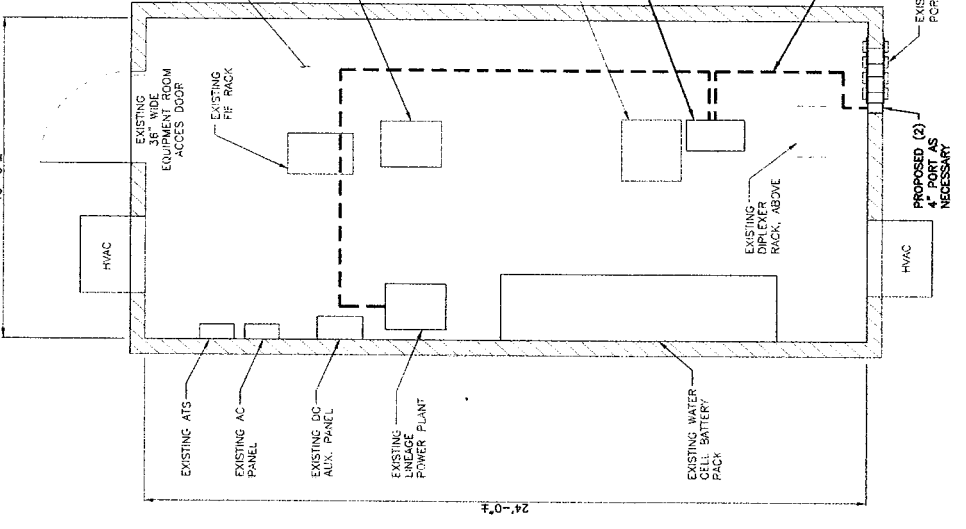 EXISTING
36" WIDE
EQUIPMENT ROOM
ACCES DOOR
EXISTING
FIF RACK
HVAC
EXISTING ATS
EXISTING AC
PANEL
EXISTING DC
AUX. PANEL
EXISTING
LINEAGE
POWER PLANT
EXISTING WATER
CELL BATTERY
RACK
24'-0"±
EXISTING
DIPLEXER
RACK, ABOVE
PROPOSED (2)
4" PORT AS
NECESSARY
HVAC